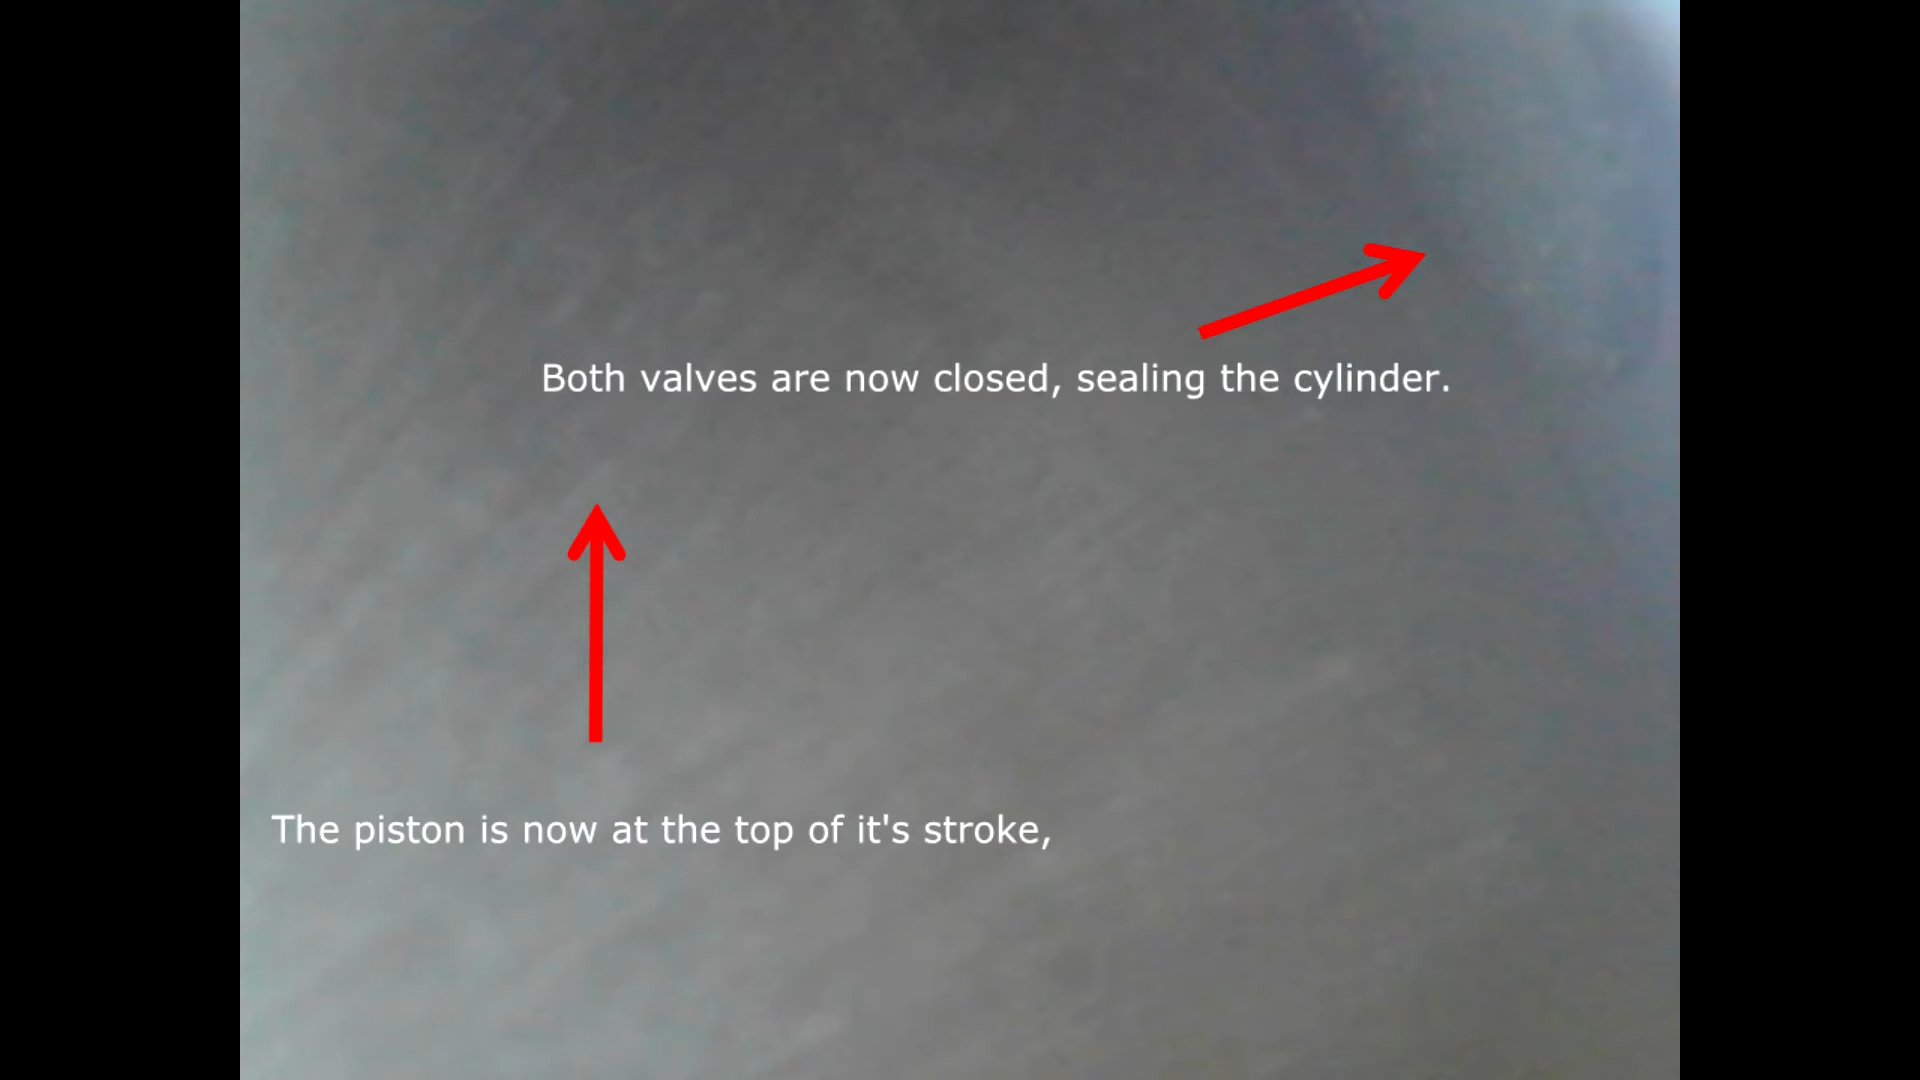 Both valves are now closed, sealing the cylinder.
The piston is now at the top of it's stroke,